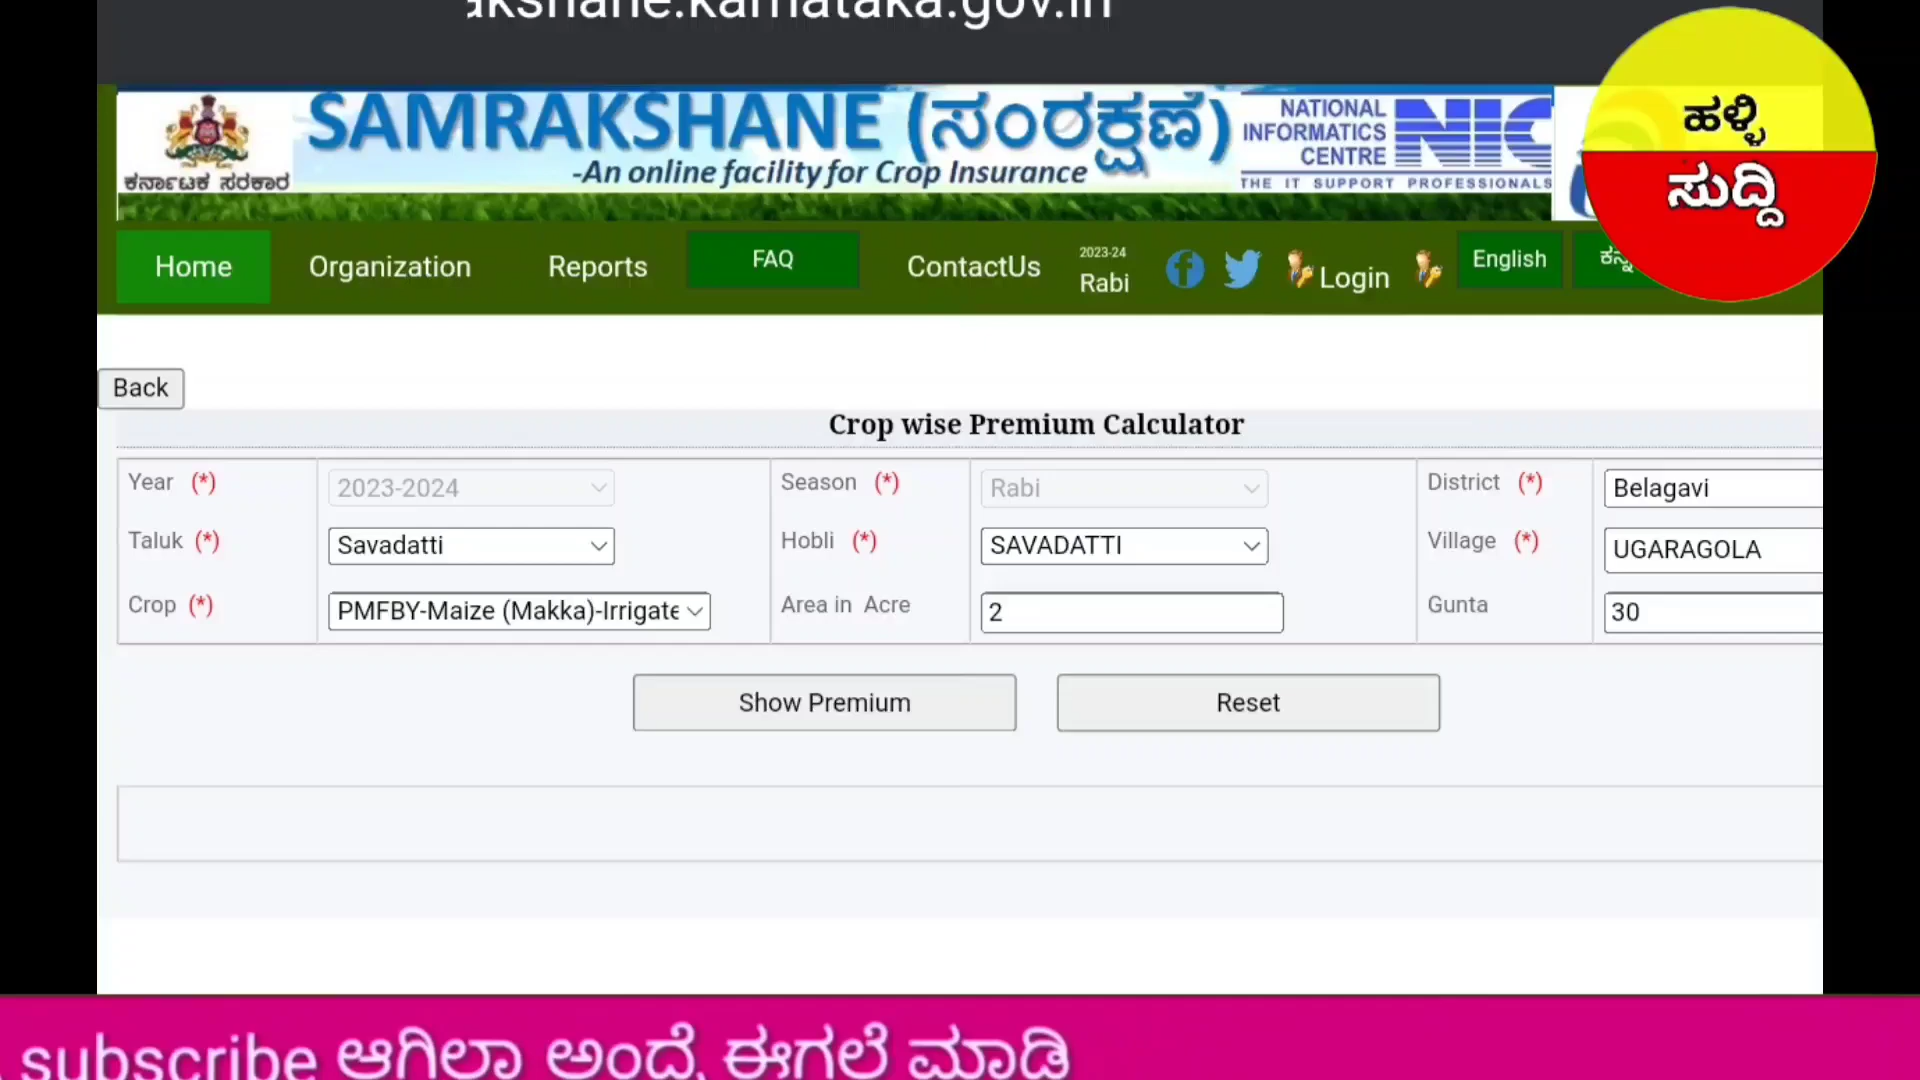 SAMRAKSHANE (ಸಂರಕ್ಷಣೆ)
-An online facility for Crop Insurance
ಕರ್ನಾಟಕ ಸರಕಾರ
NATIONAL
INFORMATICS
CENTRE
NIC
THE IT SUPPORT PROFESSIONALS
ಹಳ್ಳಿ
ಸುದ್ದಿ
Home Organization Reports FAQ ContactUs 2023-24 Rabi Login English
Back
Crop wise Premium Calculator
Year (*) 2023-2024 Season (*) Rabi District (*) Belagavi
Taluk (*) Savadatti Hobli (*) SAVADATTI Village (*) UGARAGOLA
Crop (*) PMFBY-Maize (Makka)-Irrigate Area in Acre 2 Gunta 30
Show Premium Reset
subscribe ಆಗಿಲಾ ಅಂದ್ರೆ ಈಗಲೆ ಮಾಡಿ